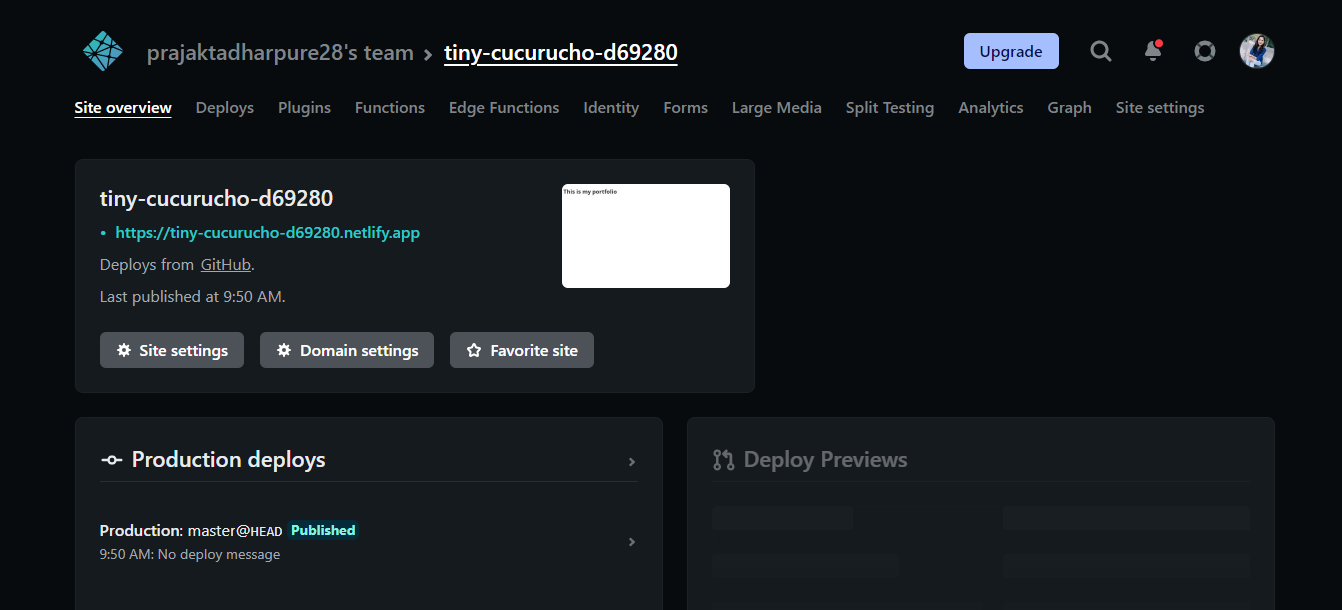 prajaktadharpure28's team › tiny-cucurucho-d69280
Upgrade
Site overview Deploys Plugins Functions Edge Functions Identity Forms Large Media Split Testing Analytics Graph Site settings
tiny-cucurucho-d69280
• https://tiny-cucurucho-d69280.netlify.app
Deploys from GitHub.
Last published at 9:50 AM.
This is my portfolio
Site settings Domain settings Favorite site
Production deploys
Production: master@HEAD Published
9:50 AM: No deploy message
Deploy Previews